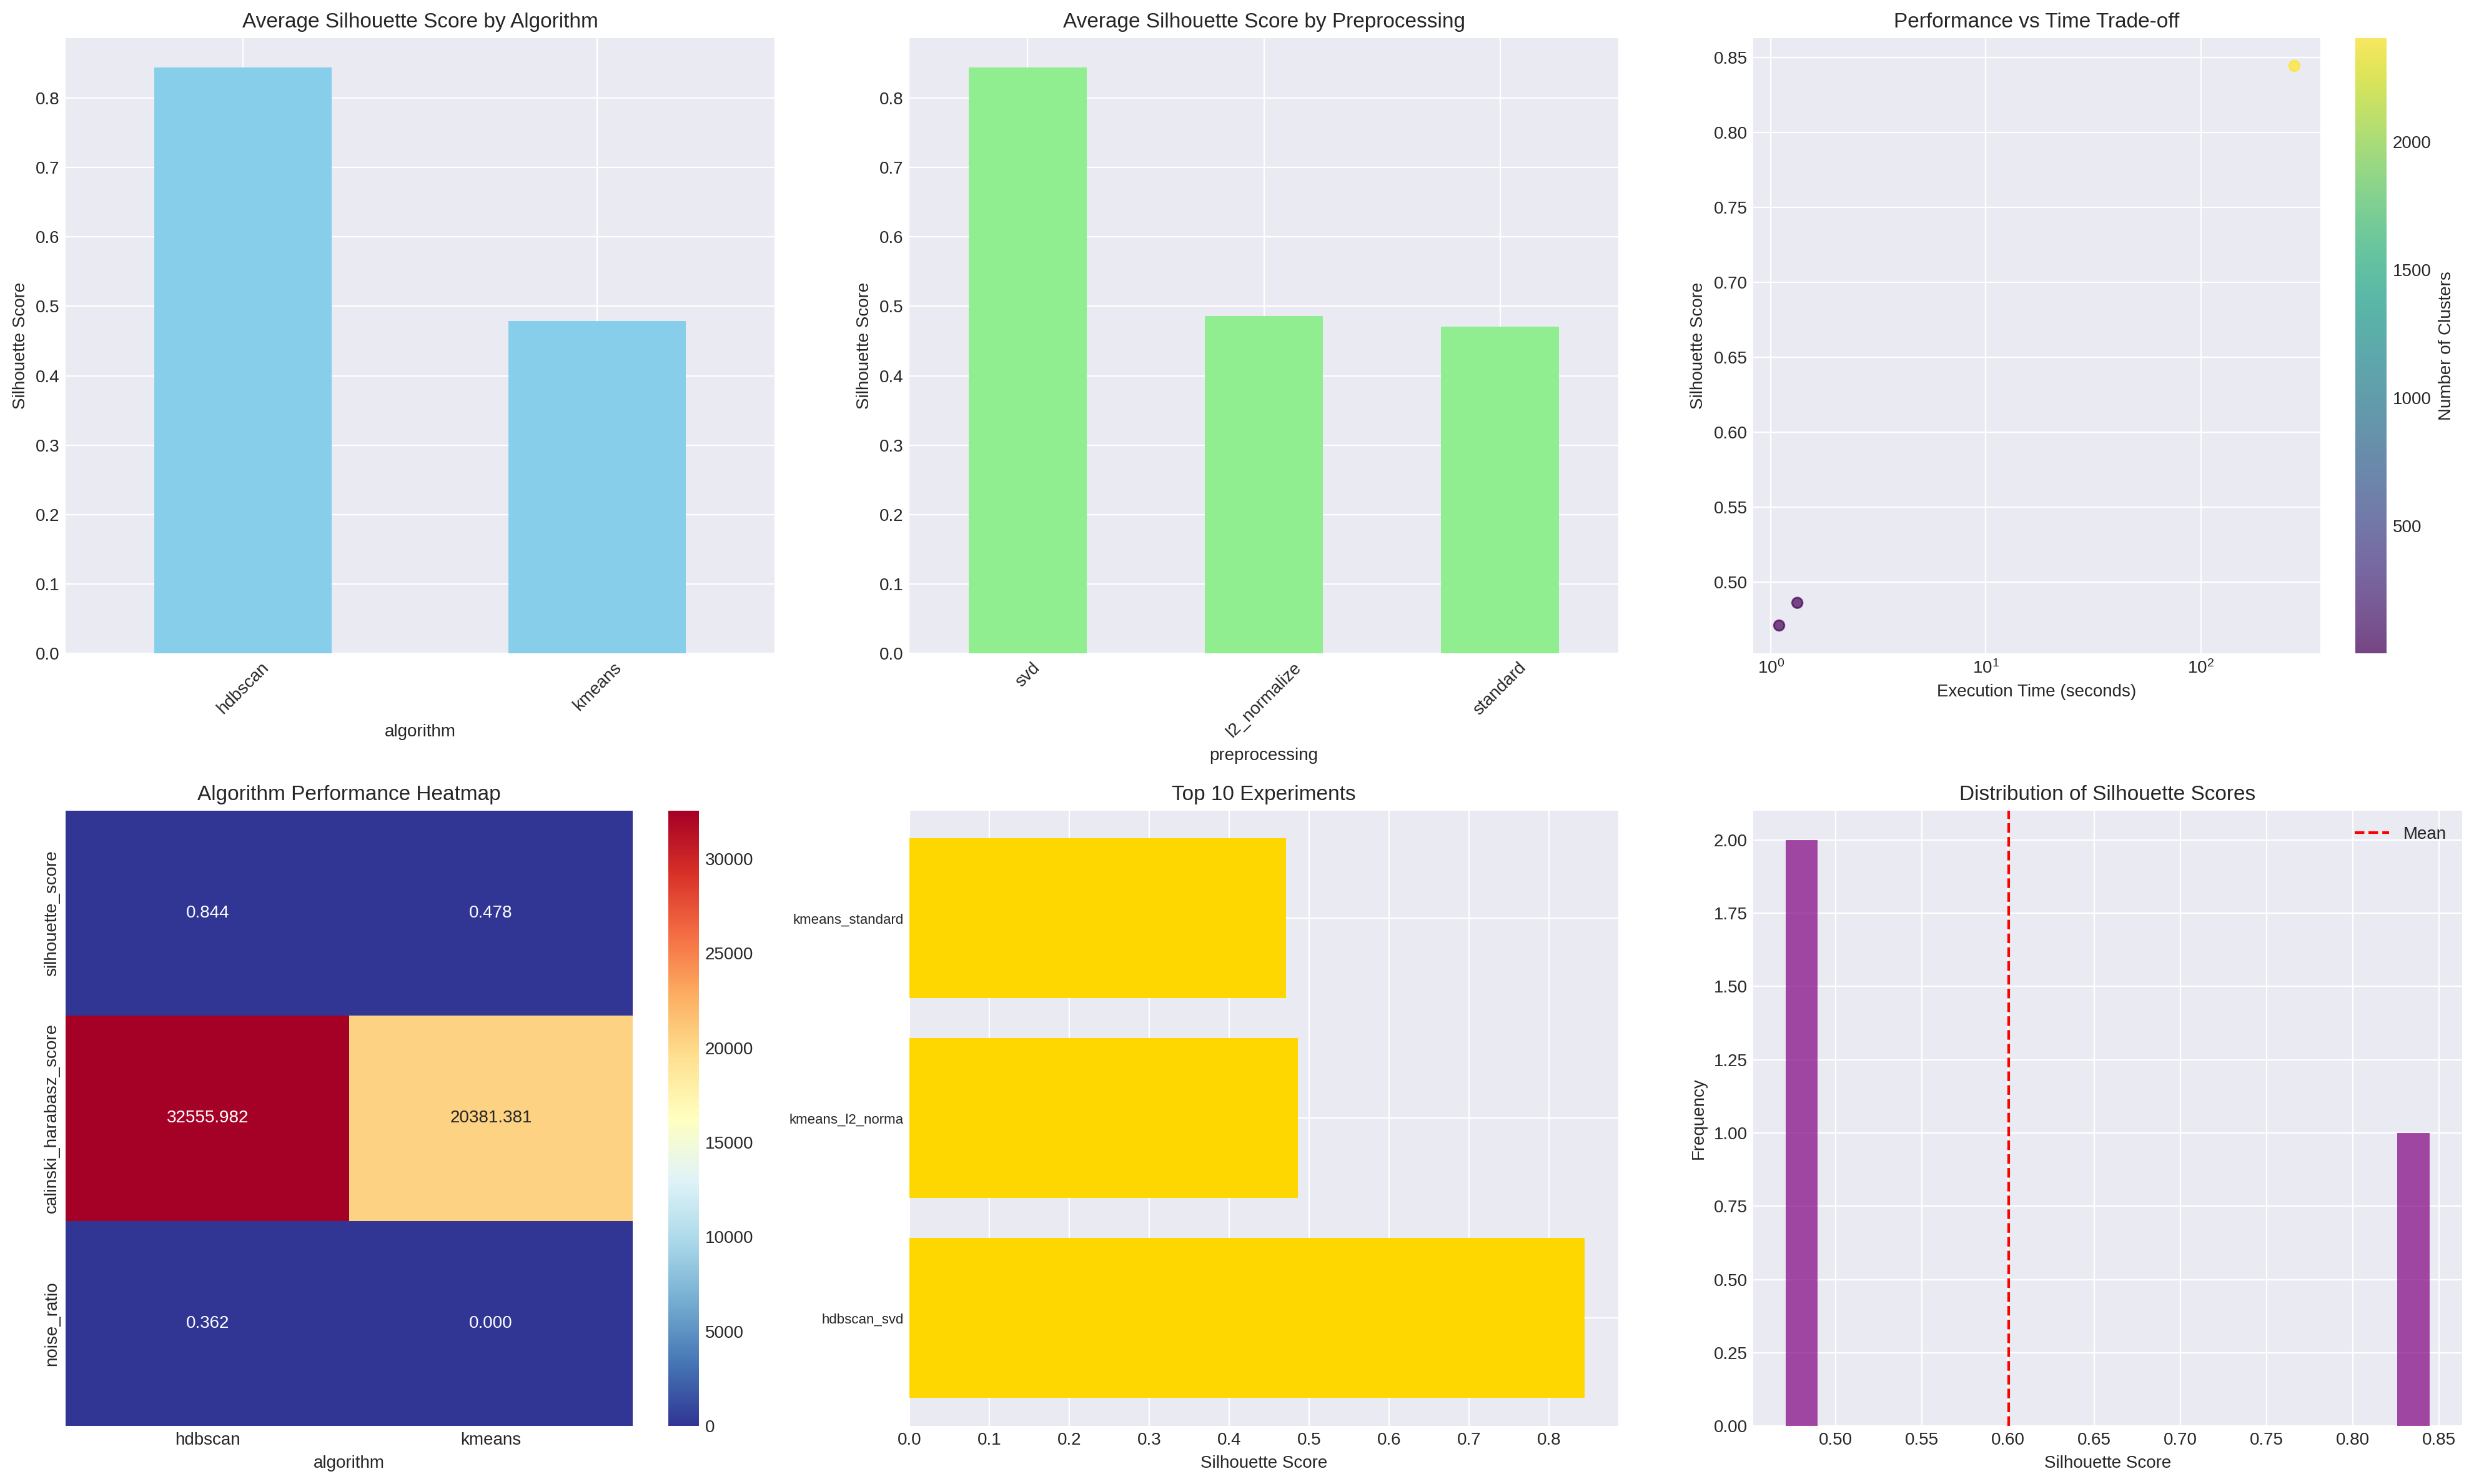 Average Silhouette Score by Algorithm
Silhouette Score
0.8
0.7
0.6
0.5
0.4
0.3
0.2
0.1
0.0
hdbscan
kmeans
algorithm
Average Silhouette Score by Preprocessing
Silhouette Score
0.8
0.7
0.6
0.5
0.4
0.3
0.2
0.1
0.0
svd
l2_normalize
standard
preprocessing
Performance vs Time Trade-off
Silhouette Score
0.85
0.80
0.75
0.70
0.65
0.60
0.55
0.50
10⁰
10¹
10²
Execution Time (seconds)
2000
1500
1000
500
Number of Clusters
Algorithm Performance Heatmap
silhouette_score
calinski_harabasz_score
noise_ratio
0.844
0.478
32555.982
20381.381
0.362
0.000
hdbscan
kmeans
algorithm
30000
25000
20000
15000
10000
5000
0
Top 10 Experiments
kmeans_standard
kmeans_l2_norma
hdbscan_svd
0.0
0.1
0.2
0.3
0.4
0.5
0.6
0.7
0.8
Silhouette Score
Distribution of Silhouette Scores
Mean
Frequency
2.00
1.75
1.50
1.25
1.00
0.75
0.50
0.25
0.00
0.50
0.55
0.60
0.65
0.70
0.75
0.80
0.85
Silhouette Score